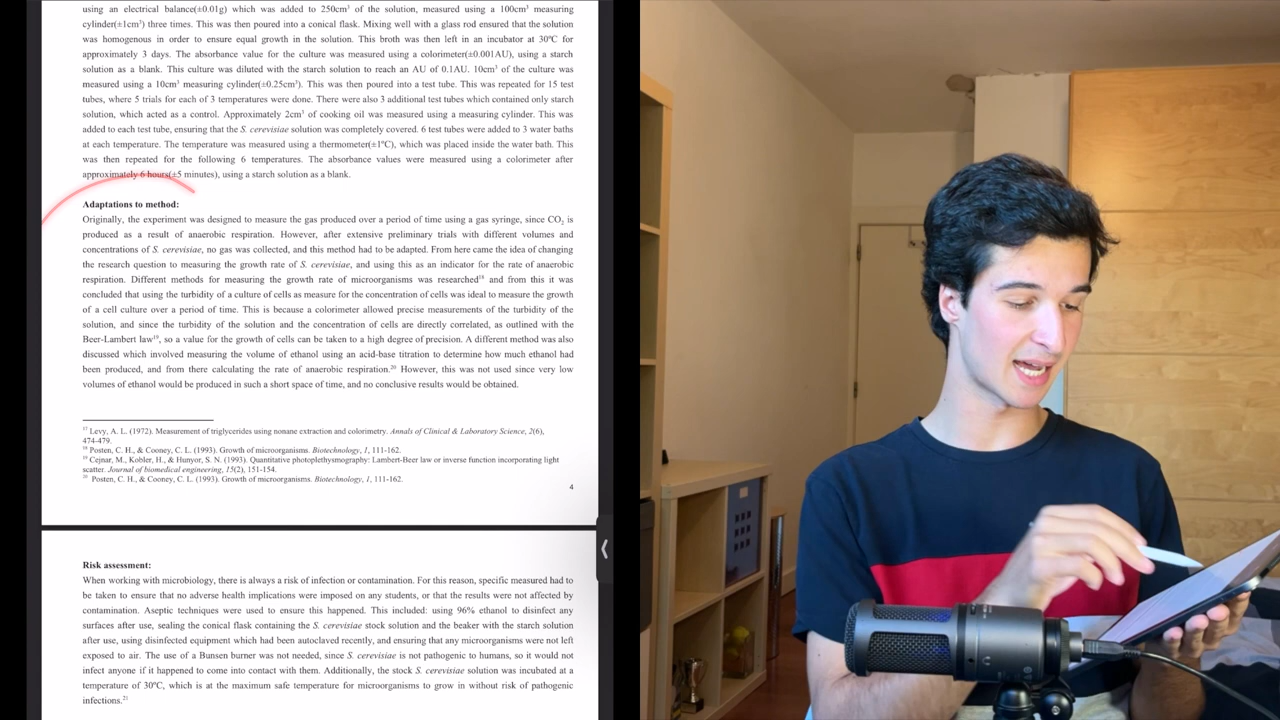 using an electrical balance(±0.01g) which was added to 250cm³ of the solution, measured using a 100cm³ measuring
cylinder(±1cm³) three times. This was then poured into a conical flask. Mixing well with a glass rod ensured that the solution
was homogenous in order to ensure equal growth in the solution. This broth was then left in an incubator at 30ºC for
approximately 3 days. The absorbance value for the culture was measured using a colorimeter(±0.001AU), using a starch
solution as a blank. This culture was diluted with the starch solution to reach an AU of 0.1AU. 10cm³ of the culture was
measured using a 10cm³ measuring cylinder(±0.25cm³). This was then poured into a test tube. This was repeated for 15 test
tubes, where 5 trials for each of 3 temperatures were done. There were also 3 additional test tubes which contained only starch
solution, which acted as a control. Approximately 2cm³ of cooking oil was measured using a measuring cylinder. This was
added to each test tube, ensuring that the S. cerevisiae solution was completely covered. 6 test tubes were added to 3 water baths
at each temperature. The temperature was measured using a thermometer(±1ºC), which was placed inside the water bath. This
was then repeated for the following 6 temperatures. The absorbance values were measured using a colorimeter after
approximately 6 hours(±5 minutes), using a starch solution as a blank.
Adaptations to method:
Originally, the experiment was designed to measure the gas produced over a period of time using a gas syringe, since CO₂ is
produced as a result of anaerobic respiration. However, after extensive preliminary trials with different volumes and
concentrations of S. cerevisiae, no gas was collected, and this method had to be adapted. From here came the idea of changing
the research question to measuring the growth rate of S. cerevisiae, and using this as an indicator for the rate of anaerobic
respiration. Different methods for measuring the growth rate of microorganisms was researched¹⁸ and from this it was
concluded that using the turbidity of a culture of cells as measure for the concentration of cells was ideal to measure the growth
of a cell culture over a period of time. This is because a colorimeter allowed precise measurements of the turbidity of the
solution, and since the turbidity of the solution and the concentration of cells are directly correlated, as outlined with the
Beer-Lambert law¹⁹, so a value for the growth of cells can be taken to a high degree of precision. A different method was also
discussed which involved measuring the volume of ethanol using an acid-base titration to determine how much ethanol had
been produced, and from there calculating the rate of anaerobic respiration.²⁰ However, this was not used since very low
volumes of ethanol would be produced in such a short space of time, and no conclusive results would be obtained.
¹⁷ Levy, A. L. (1972). Measurement of triglycerides using nonane extraction and colorimetry. Annals of Clinical & Laboratory Science, 2(6),
474-479.
¹⁸ Posten, C. H., & Cooney, C. L. (1993). Growth of microorganisms. Biotechnology, 1, 111-162.
¹⁹ Cejnar, M., Kobler, H., & Hunyor, S. N. (1993). Quantitative photoplethysmography: Lambert-Beer law or inverse function incorporating light
scatter. Journal of biomedical engineering, 15(2), 151-154.
²⁰ Posten, C. H., & Cooney, C. L. (1993). Growth of microorganisms. Biotechnology, 1, 111-162.
4
Risk assessment:
When working with microbiology, there is always a risk of infection or contamination. For this reason, specific measured had to
be taken to ensure that no adverse health implications were imposed on any students, or that the results were not affected by
contamination. Aseptic techniques were used to ensure this happened. This included: using 96% ethanol to disinfect any
surfaces after use, sealing the conical flask containing the S. cerevisiae stock solution and the beaker with the starch solution
after use, using disinfected equipment which had been autoclaved recently, and ensuring that any microorganisms were not left
exposed to air. The use of a Bunsen burner was not needed, since S. cerevisiae is not pathogenic to humans, so it would not
infect anyone if it happened to come into contact with them. Additionally, the stock S. cerevisiae solution was incubated at a
temperature of 30ºC, which is at the maximum safe temperature for microorganisms to grow in without risk of pathogenic
infections.²¹